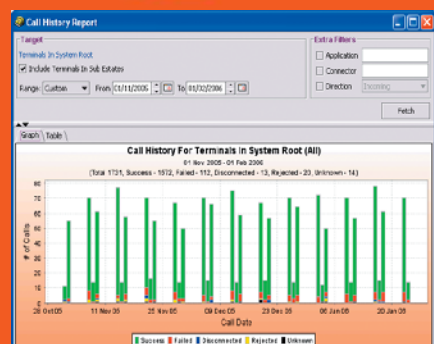 Call History Report
Target
Extra Filters
Terminals In System Root
Include Terminals In Sub Estates
Range: Custom From 01/11/2005 To 01/02/2006
Application
Connector
Direction Incoming
Fetch
Graph Table
Call History For Terminals In System Root (All)
01 Nov 2005 - 01 Feb 2006
(Total 1731, Success - 1572, Failed - 112, Disconnected - 13, Rejected - 20, Unknown - 14)
# of Calls
80
70
60
50
40
30
20
10
0
28 Oct 05 11 Nov 05 25 Nov 05 09 Dec 05 23 Dec 05 06 Jan 06 20 Jan 06
Call Date
Success Failed Disconnected Rejected Unknown